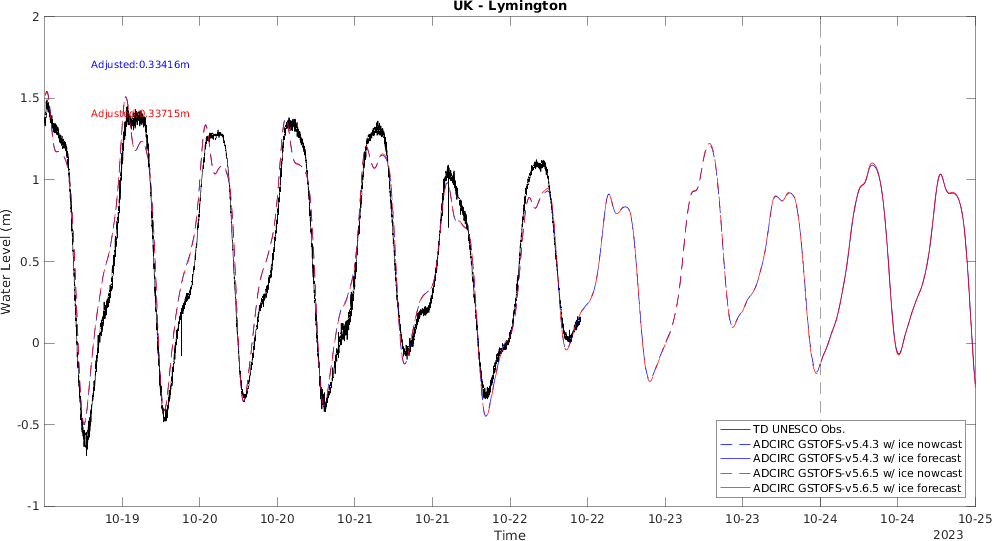 UK - Lymington
2
1.5
1
0.5
0
-0.5
-1
Water Level (m)
Adjusted:0.33416m
Adjusted:0.33715m
TD UNESCO Obs.
ADCIRC GSTOFS-v5.4.3 w/ ice nowcast
ADCIRC GSTOFS-v5.4.3 w/ ice forecast
ADCIRC GSTOFS-v5.6.5 w/ ice nowcast
ADCIRC GSTOFS-v5.6.5 w/ ice forecast
10-19 10-20 10-20 10-21 10-21 10-22 10-22 10-23 10-23 10-24 10-24 10-25
Time
2023